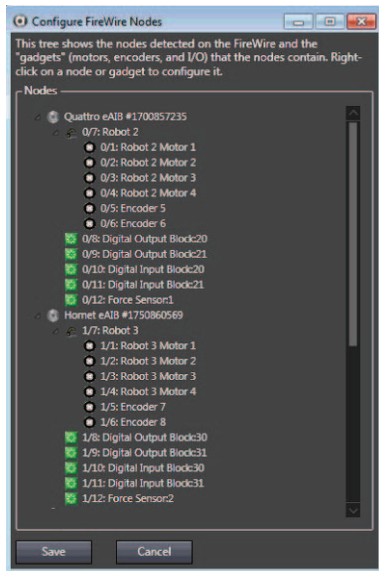 Configure FireWire Nodes
This tree shows the nodes detected on the FireWire and the
"gadgets" (motors, encoders, and I/O) that the nodes contain. Right-
click on a node or gadget to configure it.
Nodes
Quattro eAIB #1700857235
0/7: Robot 2
0/1: Robot 2 Motor 1
0/2: Robot 2 Motor 2
0/3: Robot 2 Motor 3
0/4: Robot 2 Motor 4
0/5: Encoder 5
0/6: Encoder 6
0/8: Digital Output Block:20
0/9: Digital Output Block:21
0/10: Digital Input Block:20
0/11: Digital Input Block:21
0/12: Force Sensor:1
Hornet eAIB #1750860569
1/7: Robot 3
1/1: Robot 3 Motor 1
1/2: Robot 3 Motor 2
1/3: Robot 3 Motor 3
1/4: Robot 3 Motor 4
1/5: Encoder 7
1/6: Encoder 8
1/8: Digital Output Block:30
1/9: Digital Output Block:31
1/10: Digital Input Block:30
1/11: Digital Input Block:31
1/12: Force Sensor:2
Save
Cancel